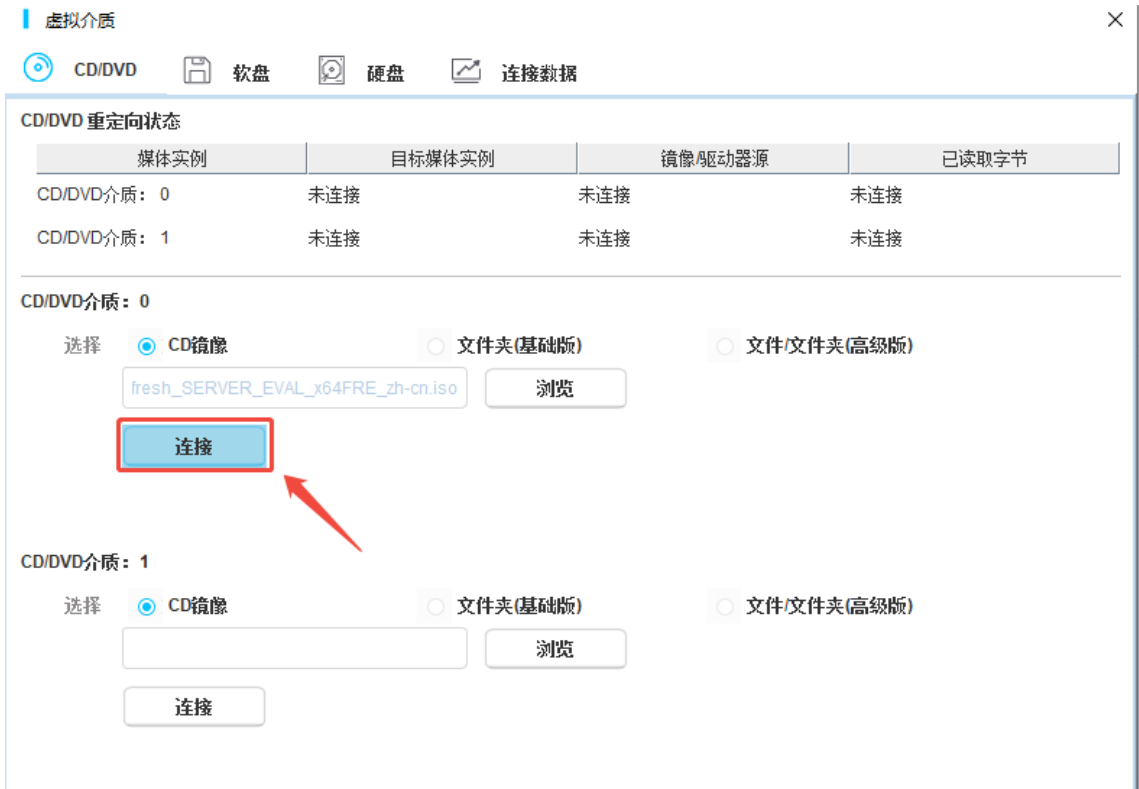 虚拟介质
CD/DVD 软盘 硬盘 连接数据
CD/DVD 重定向状态
媒体实例 目标媒体实例 镜像/驱动器源 已读取字节
CD/DVD介质: 0 未连接 未连接 未连接
CD/DVD介质: 1 未连接 未连接 未连接
CD/DVD介质: 0
选择 CD镜像 文件夹(基础版) 文件/文件夹(高级版)
fresh_SERVER_EVAL_x64FRE_zh-cn.iso 浏览
连接
CD/DVD介质: 1
选择 CD镜像 文件夹(基础版) 文件/文件夹(高级版)
浏览
连接